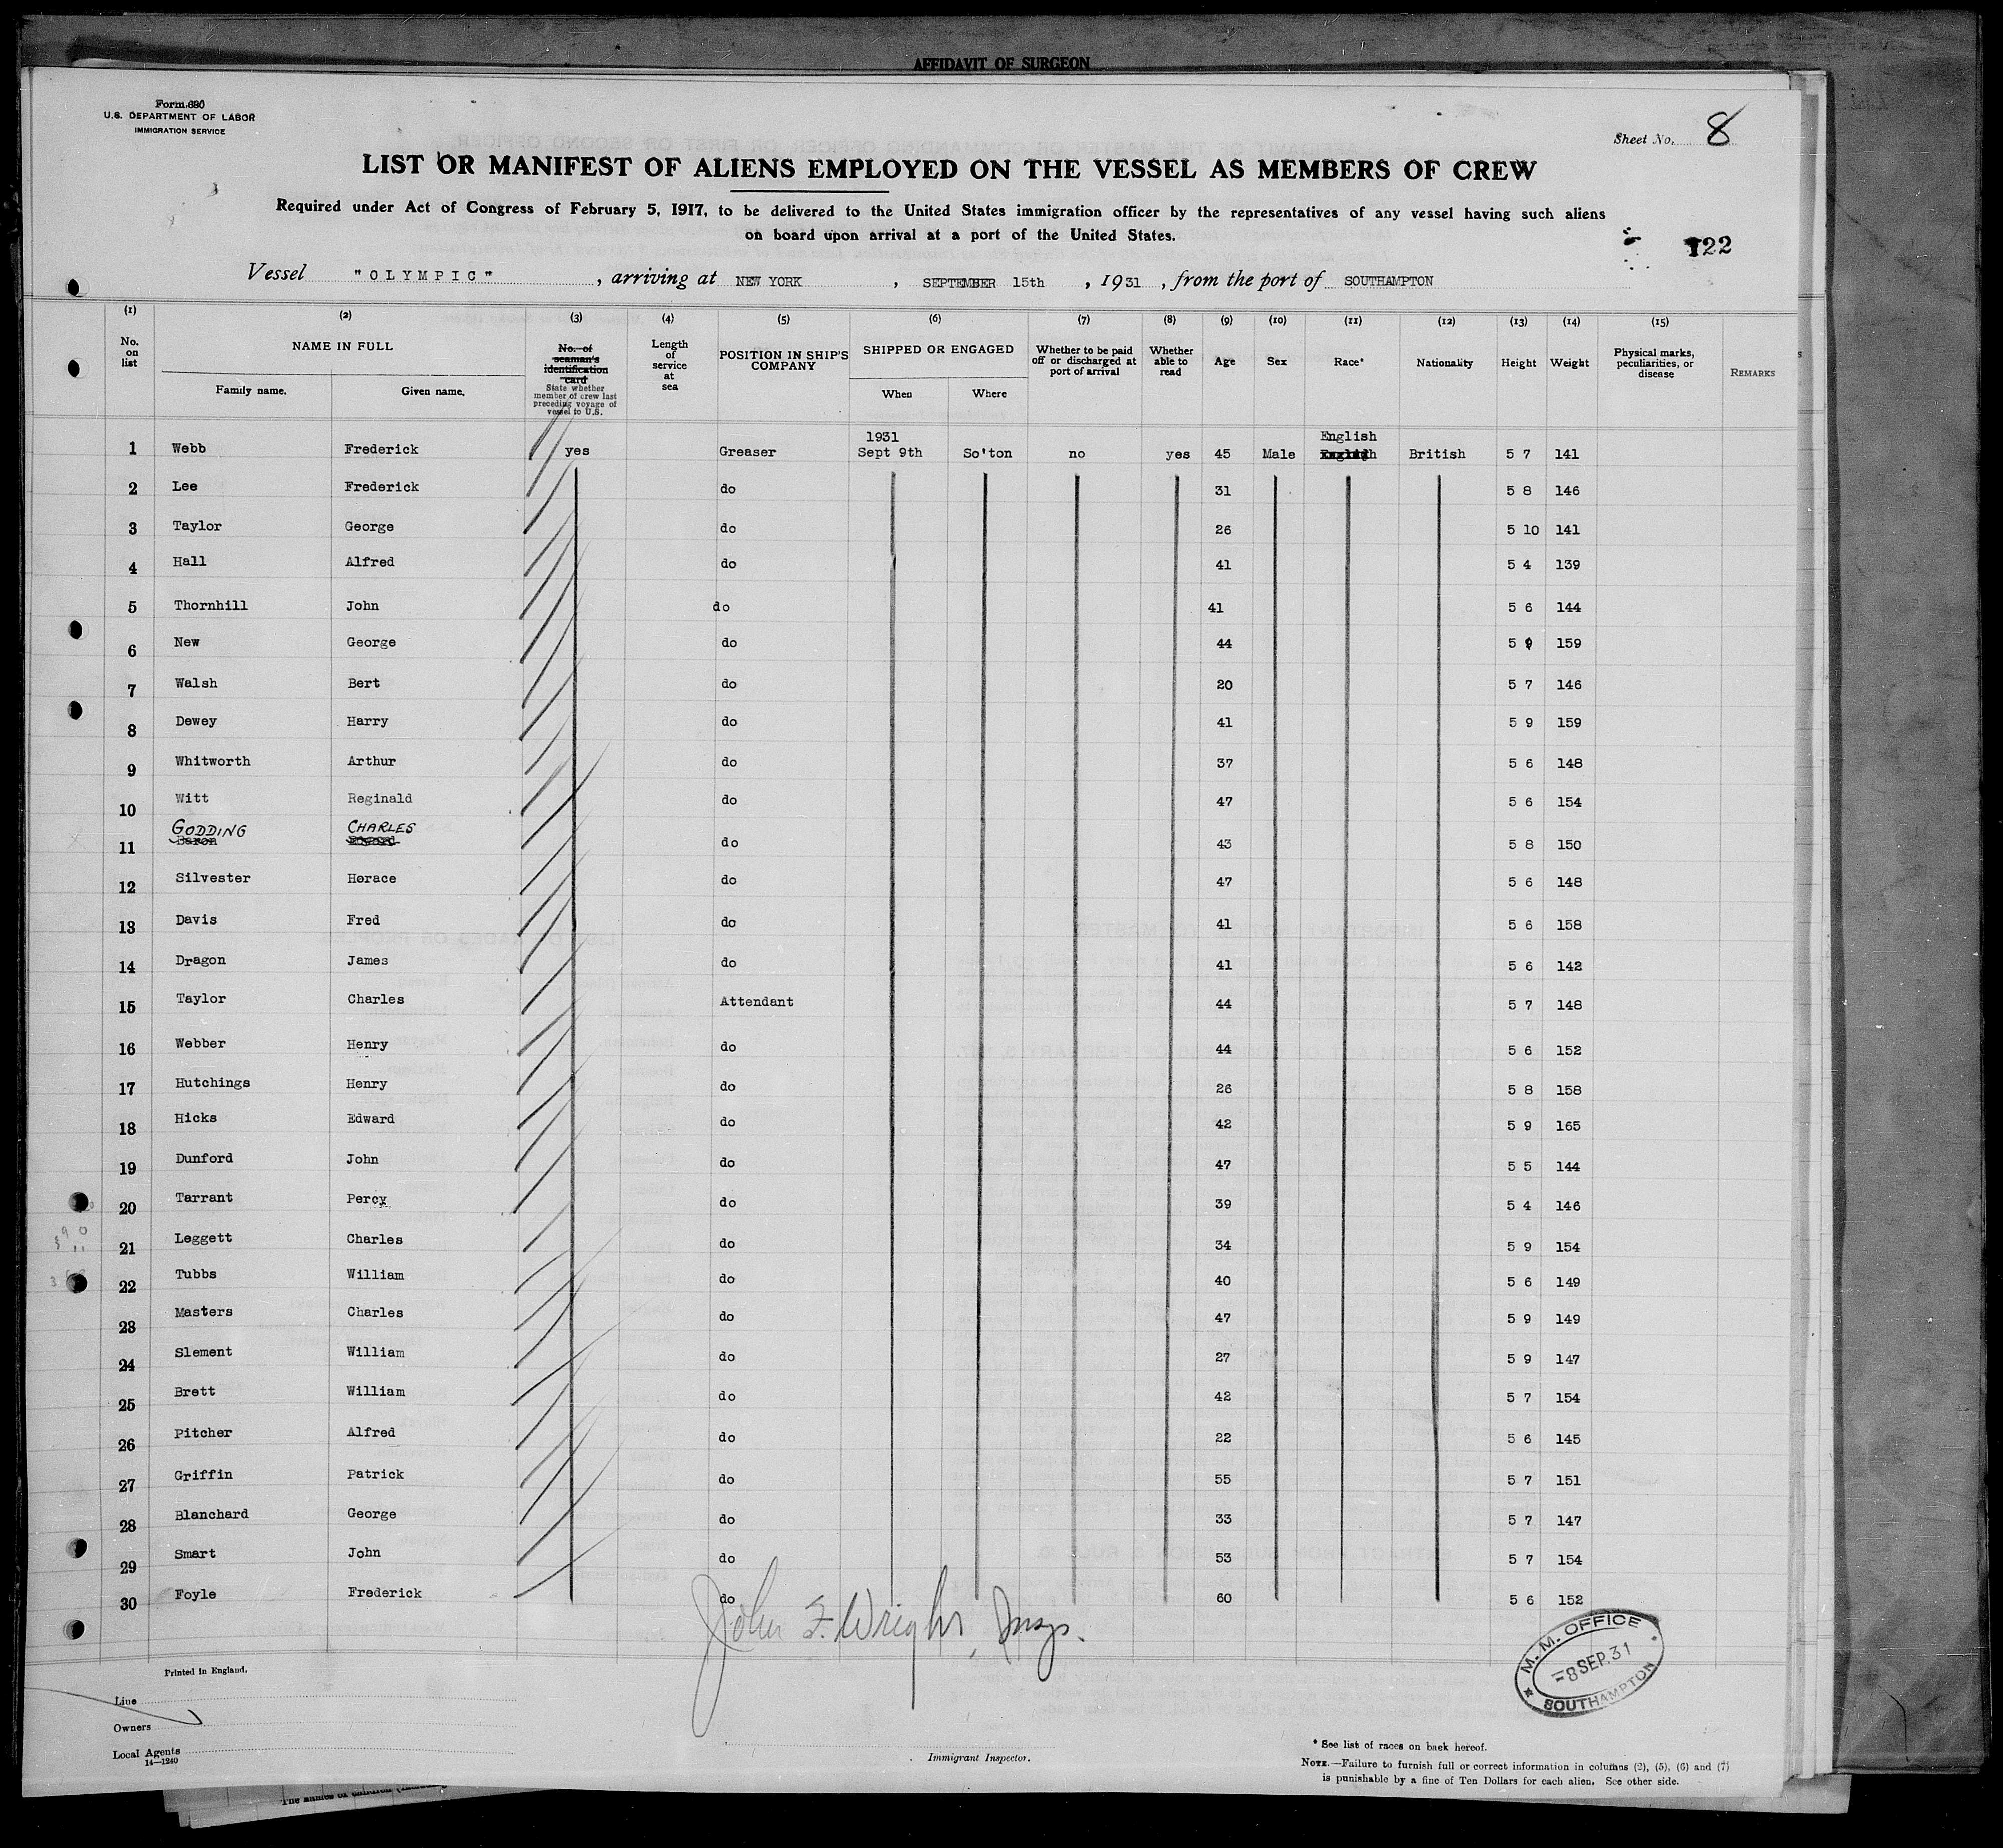 AFFIDAVIT OF SURGEON
Form 680
U.S. DEPARTMENT OF LABOR
IMMIGRATION SERVICE
Sheet No. 8
LIST OR MANIFEST OF ALIENS EMPLOYED ON THE VESSEL AS MEMBERS OF CREW
Required under Act of Congress of February 5, 1917, to be delivered to the United States immigration officer by the representatives of any vessel having such aliens
on board upon arrival at a port of the United States.
122
Vessel "OLYMPIC", arriving at NEW YORK, SEPTEMBER 15th, 1931, from the port of SOUTHAMPTON
(1) (2) (3) (4) (5) (6) (7) (8) (9) (10) (11) (12) (13) (14) (15)
No. on list
NAME IN FULL
Family name. Given name.
No. of seaman's identification card
State whether member of crew last preceding voyage of vessel to U.S.
Length of service at sea
POSITION IN SHIP'S COMPANY
SHIPPED OR ENGAGED
When Where
Whether to be paid off or discharged at port of arrival
Whether able to read
Age Sex Race* Nationality Height Weight
Physical marks, peculiarities, or disease
REMARKS
1931 English
1 Webb Frederick yes Greaser Sept 9th So'ton no yes 45 Male English British 5 7 141
2 Lee Frederick do 31 5 8 146
3 Taylor George do 26 5 10 141
4 Hall Alfred do 41 5 4 139
5 Thornhill John do 41 5 6 144
6 New George do 44 5 9 159
7 Walsh Bert do 20 5 7 146
8 Dewey Harry do 41 5 9 159
9 Whitworth Arthur do 37 5 6 148
10 Witt Reginald do 47 5 6 154
GODDING CHARLES
11 Baron do 43 5 8 150
12 Silvester Horace do 47 5 6 148
13 Davis Fred do 41 5 6 158
14 Dragon James do 41 5 6 142
15 Taylor Charles Attendant 44 5 7 148
16 Webber Henry do 44 5 6 152
17 Hutchings Henry do 26 5 8 158
18 Hicks Edward do 42 5 9 165
19 Dunford John do 47 5 5 144
20 Tarrant Percy do 39 5 4 146
21 Leggett Charles do 34 5 9 154
22 Tubbs William do 40 5 6 149
23 Masters Charles do 47 5 9 149
24 Slement William do 27 5 9 147
25 Brett William do 42 5 7 154
26 Pitcher Alfred do 22 5 6 145
27 Griffin Patrick do 55 5 7 151
28 Blanchard George do 33 5 7 147
29 Smart John do 53 5 7 154
30 Foyle Frederick do 60 5 6 152
John F. Wright, Insp.
M. M. OFFICE
8 SEP. 31
SOUTHAMPTON
Printed in England.
Line
Owners
Local Agents
14—1240
Immigrant Inspector.
* See list of races on back hereof.
NOTE.—Failure to furnish full or correct information in columns (2), (5), (6) and (7)
is punishable by a fine of Ten Dollars for each alien. See other side.